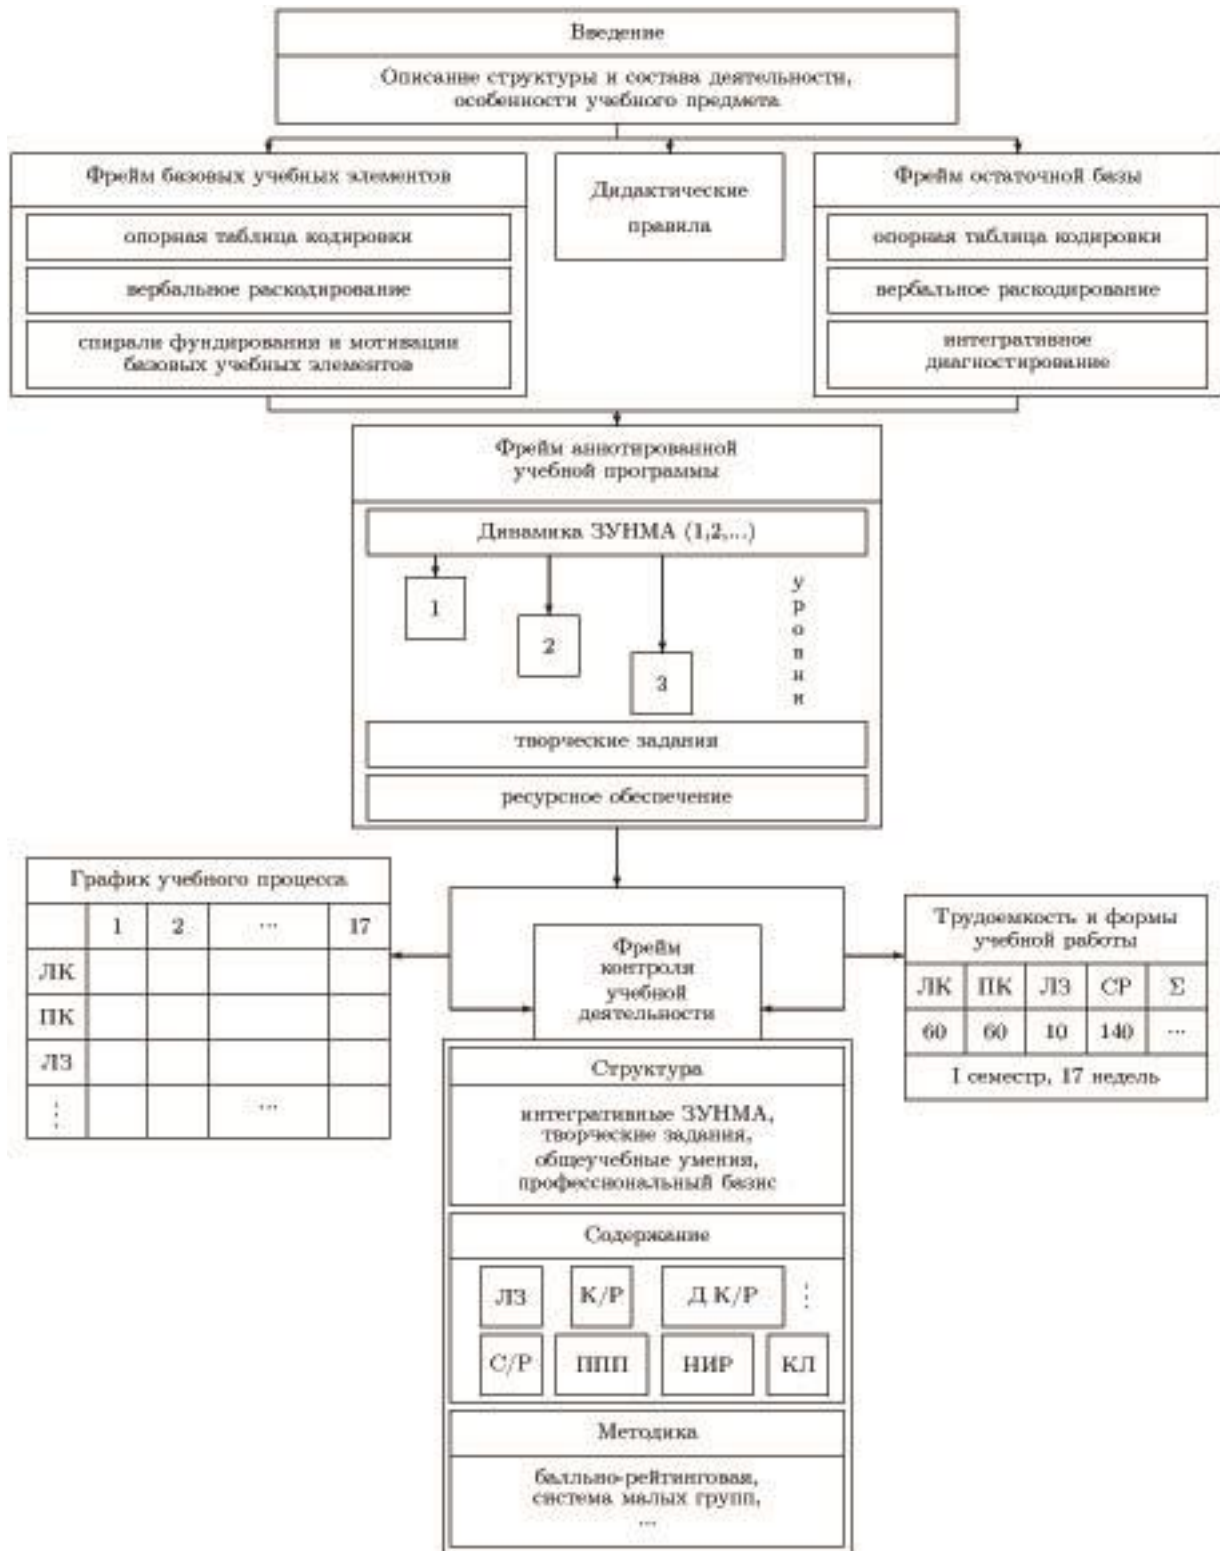 Введение
Описание структуры и состава деятельности,
особенности учебного предмета
Фрейм базовых учебных элементов
опорная таблица кодировки
вербальное раскодирование
спирали фундирования и мотивации
базовых учебных элементов
Дидактические
правила
Фрейм остаточной базы
опорная таблица кодировки
вербальное раскодирование
интегративное
диагностирование
Фрейм аннотированной
учебной программы
Динамика ЗУНМА (1,2,...)
1
2
3
уровни
творческие задания
ресурсное обеспечение
График учебного процесса
1 2 ... 17
ЛК
ПК
ЛЗ
⋮ ...
Фрейм
контроля
учебной
деятельности
Трудоемкость и формы
учебной работы
ЛК ПК ЛЗ СР Σ
60 60 10 140 ...
I семестр, 17 недель
Структура
интегративные ЗУНМА,
творческие задания,
общеучебные умения,
профессиональный базис
Содержание
ЛЗ К/Р Д К/Р ⋮
С/Р ППП НИР КЛ
Методика
балльно-рейтинговая,
система малых групп,
...